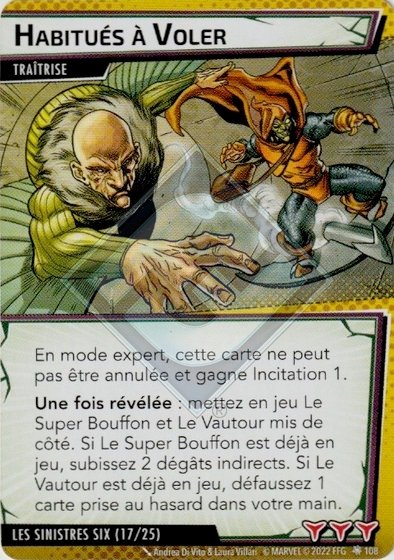 Habitués à Voler
TRAÎTRISE
En mode expert, cette carte ne peut
pas être annulée et gagne Incitation 1.
Une fois révélée : mettez en jeu Le
Super Bouffon et Le Vautour mis de
côté. Si Le Super Bouffon est déjà en
jeu, subissez 2 dégâts indirects. Si Le
Vautour est déjà en jeu, défaussez 1
carte prise au hasard dans votre main.
LES SINISTRES SIX (17/25)
Andrea Di Vito & Laura Villari © MARVEL © 2022 FFG 108